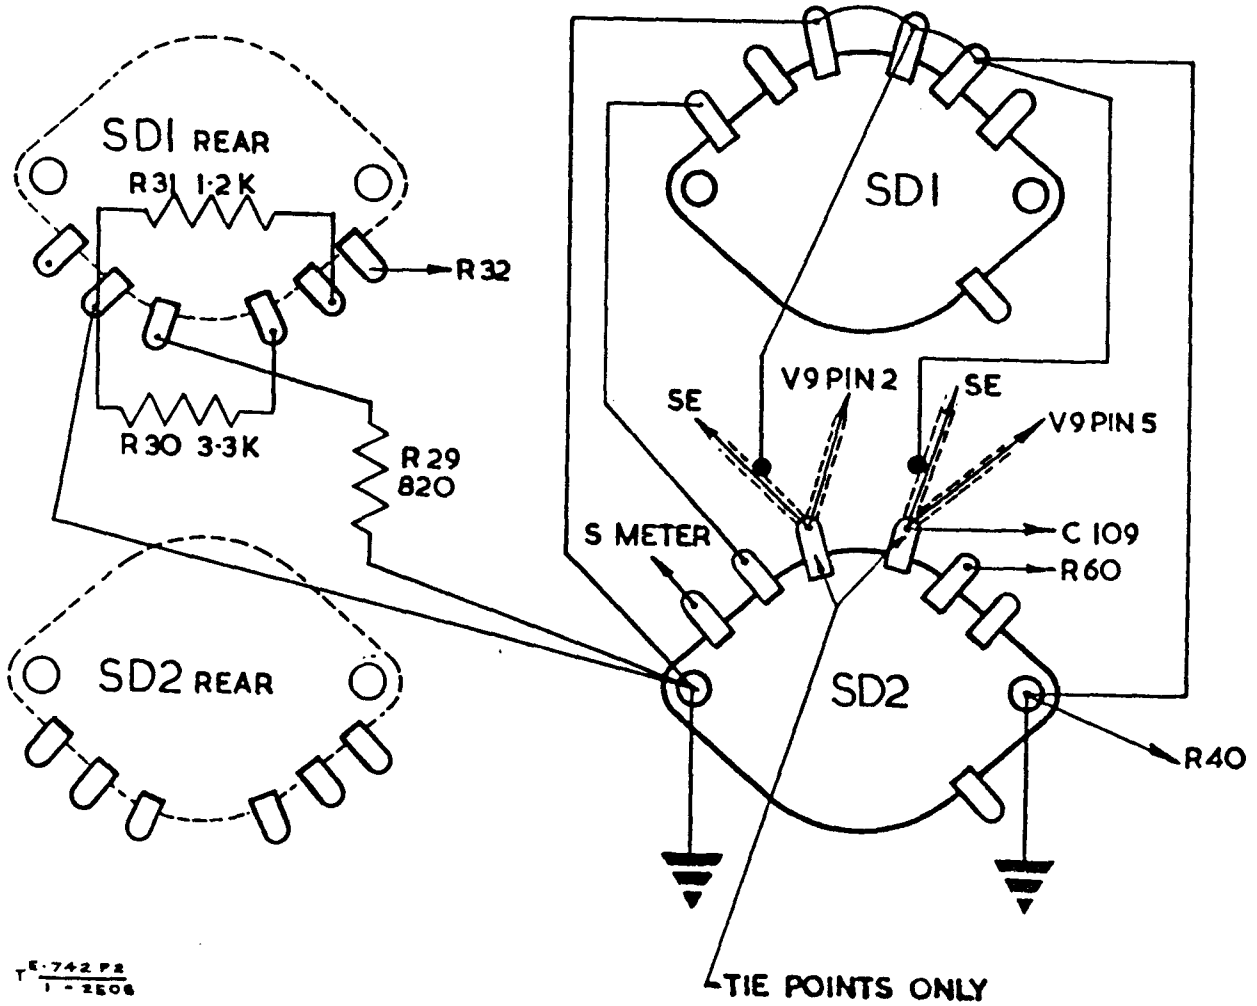 SD1 REAR
R31 1·2K
R32
R30 3·3K
R29
820
SD1
V9 PIN 2
SE
SE
V9 PIN 5
S METER
C 109
R60
SD2 REAR
SD2
R40
TIE POINTS ONLY